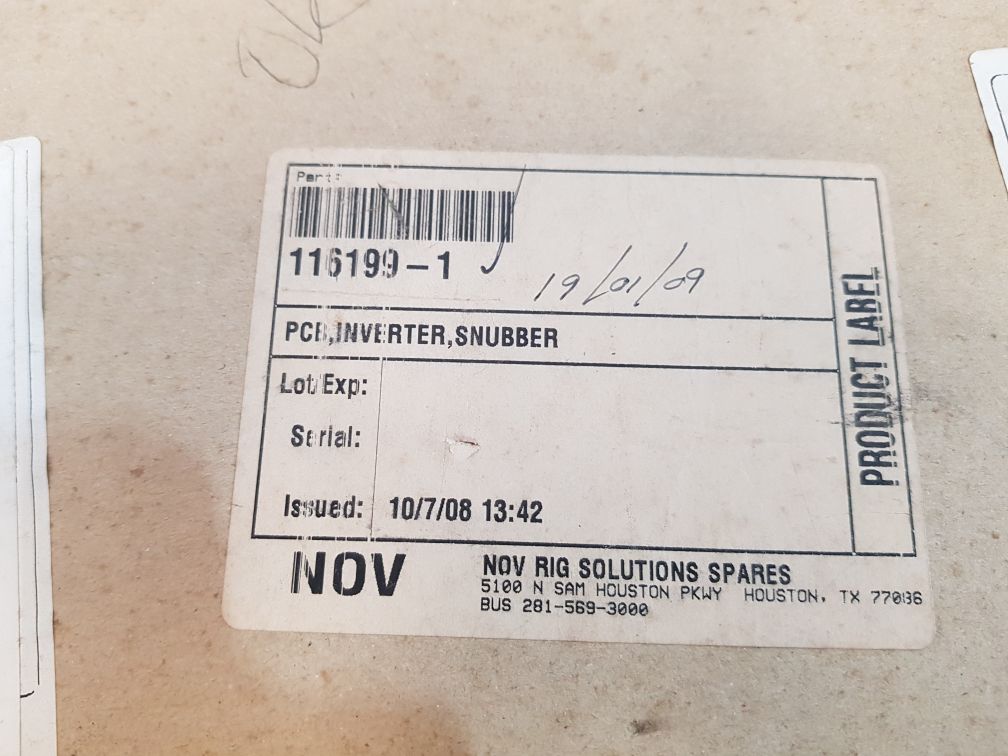 Ok
Part:
116199-1
19/01/09
PCB,INVERTER,SNUBBER
Lot/Exp:
Serial:
Issued: 10/7/08 13:42
PRODUCT LABEL
NOV
NOV RIG SOLUTIONS SPARES
5100 N SAM HOUSTON PKWY HOUSTON, TX 77086
BUS 281-569-3000